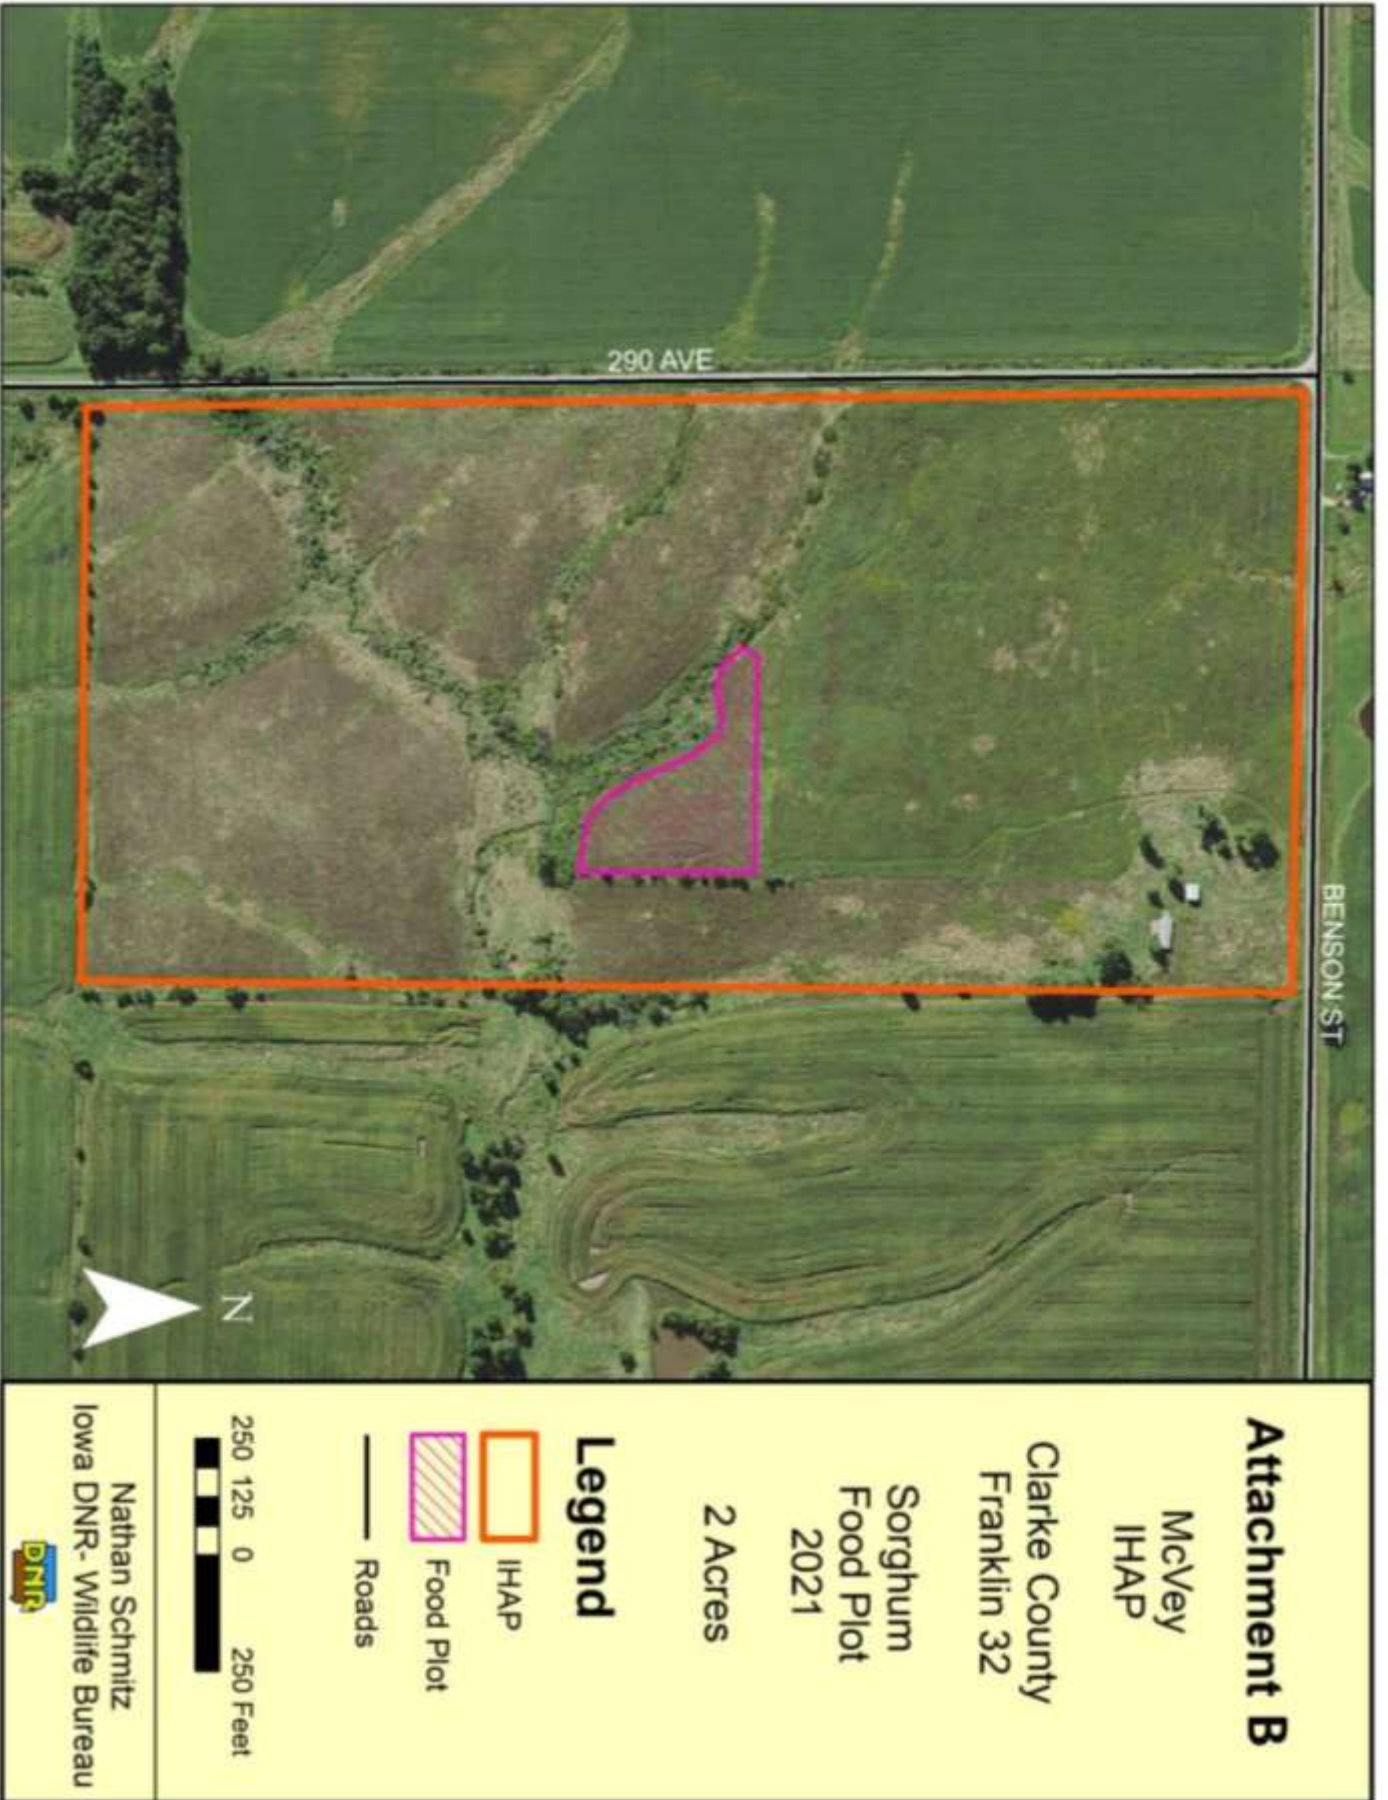 290 AVE
BENSON ST
N
Attachment B
McVey
IHAP
Clarke County
Franklin 32
Sorghum
Food Plot
2021
2 Acres
Legend
IHAP
Food Plot
Roads
250 125 0 250 Feet
Nathan Schmitz
Iowa DNR- Wildlife Bureau
DNR